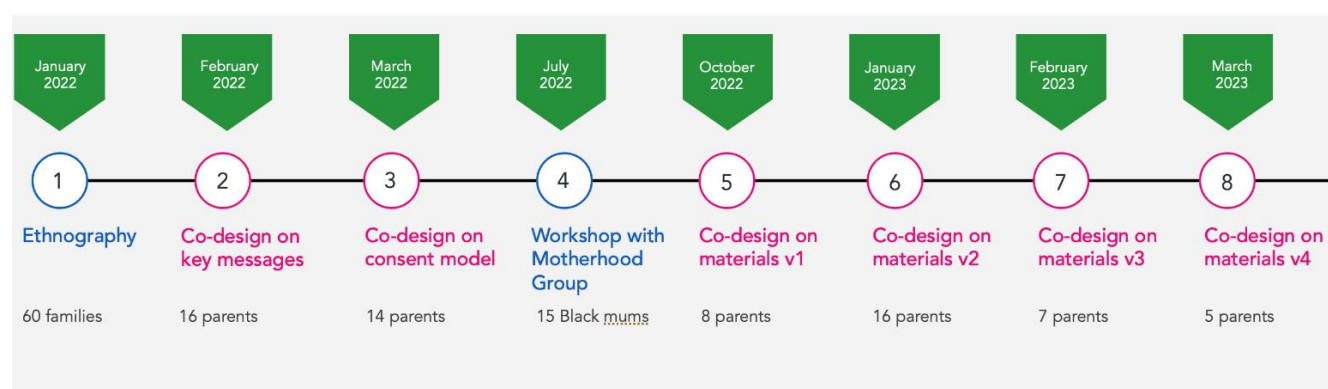 January
2022
February
2022
March
2022
July
2022
October
2022
January
2023
February
2023
March
2023
1
2
3
4
5
6
7
8
Ethnography
Co-design on
key messages
Co-design on
consent model
Workshop with
Motherhood
Group
Co-design on
materials v1
Co-design on
materials v2
Co-design on
materials v3
Co-design on
materials v4
60 families
16 parents
14 parents
15 Black mums
8 parents
16 parents
7 parents
5 parents